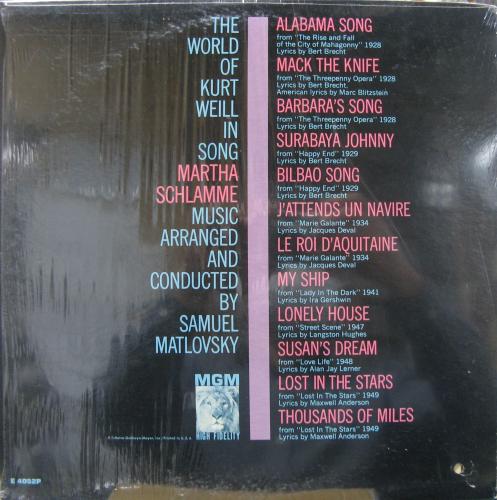 THE
WORLD
OF
KURT
WEILL IN
SONG
MARTHA
SCHLAMME
MUSIC
ARRANGED
AND
CONDUCTED
BY
SAMUEL
MATLOVSKY
MGM
HIGH FIDELITY
E 4052P
ALABAMA SONG
from "The Rise and Fall
of the City of Mahagonny" 1928
Lyrics by Bert Brecht
MACK THE KNIFE
from "The Threepenny Opera" 1928
Lyrics by Bert Brecht,
American lyrics by Marc Blitzstein
BARBARA'S SONG
from "The Threepenny Opera" 1928
Lyrics by Bert Brecht
SURABAYA JOHNNY
from "Happy End" 1929
Lyrics by Bert Brecht
BILBAO SONG
from "Happy End" 1929
Lyrics by Bert Brecht
J'ATTENDS UN NAVIRE
from "Marie Galante" 1934
Lyrics by Jacques Deval
LE ROI D'AQUITAINE
from "Marie Galante" 1934
Lyrics by Jacques Deval
MY SHIP
from "Lady In The Dark" 1941
Lyrics by Ira Gershwin
LONELY HOUSE
from "Street Scene" 1947
Lyrics by Langston Hughes
SUSAN'S DREAM
from "Love Life" 1948
Lyrics by Alan Jay Lerner
LOST IN THE STARS
from "Lost In The Stars" 1949
Lyrics by Maxwell Anderson
THOUSANDS OF MILES
from "Lost In The Stars" 1949
Lyrics by Maxwell Anderson